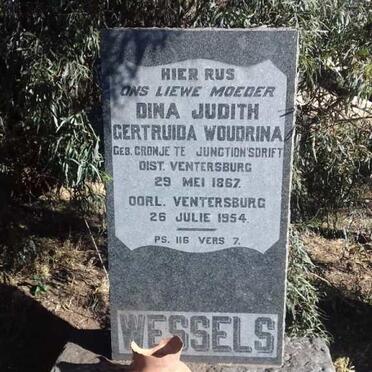 HIER RUS
ONS LIEWE MOEDER
DINA JUDITH
GERTRUIDA WOUDRINA
GEB. CRONJE TE JUNCTION'SDRIFT
DIST. VENTERSBURG
29 MEI 1867.
OORL. VENTERSBURG
26 JULIE 1954.
PS. 116 VERS 7.
WESSELS